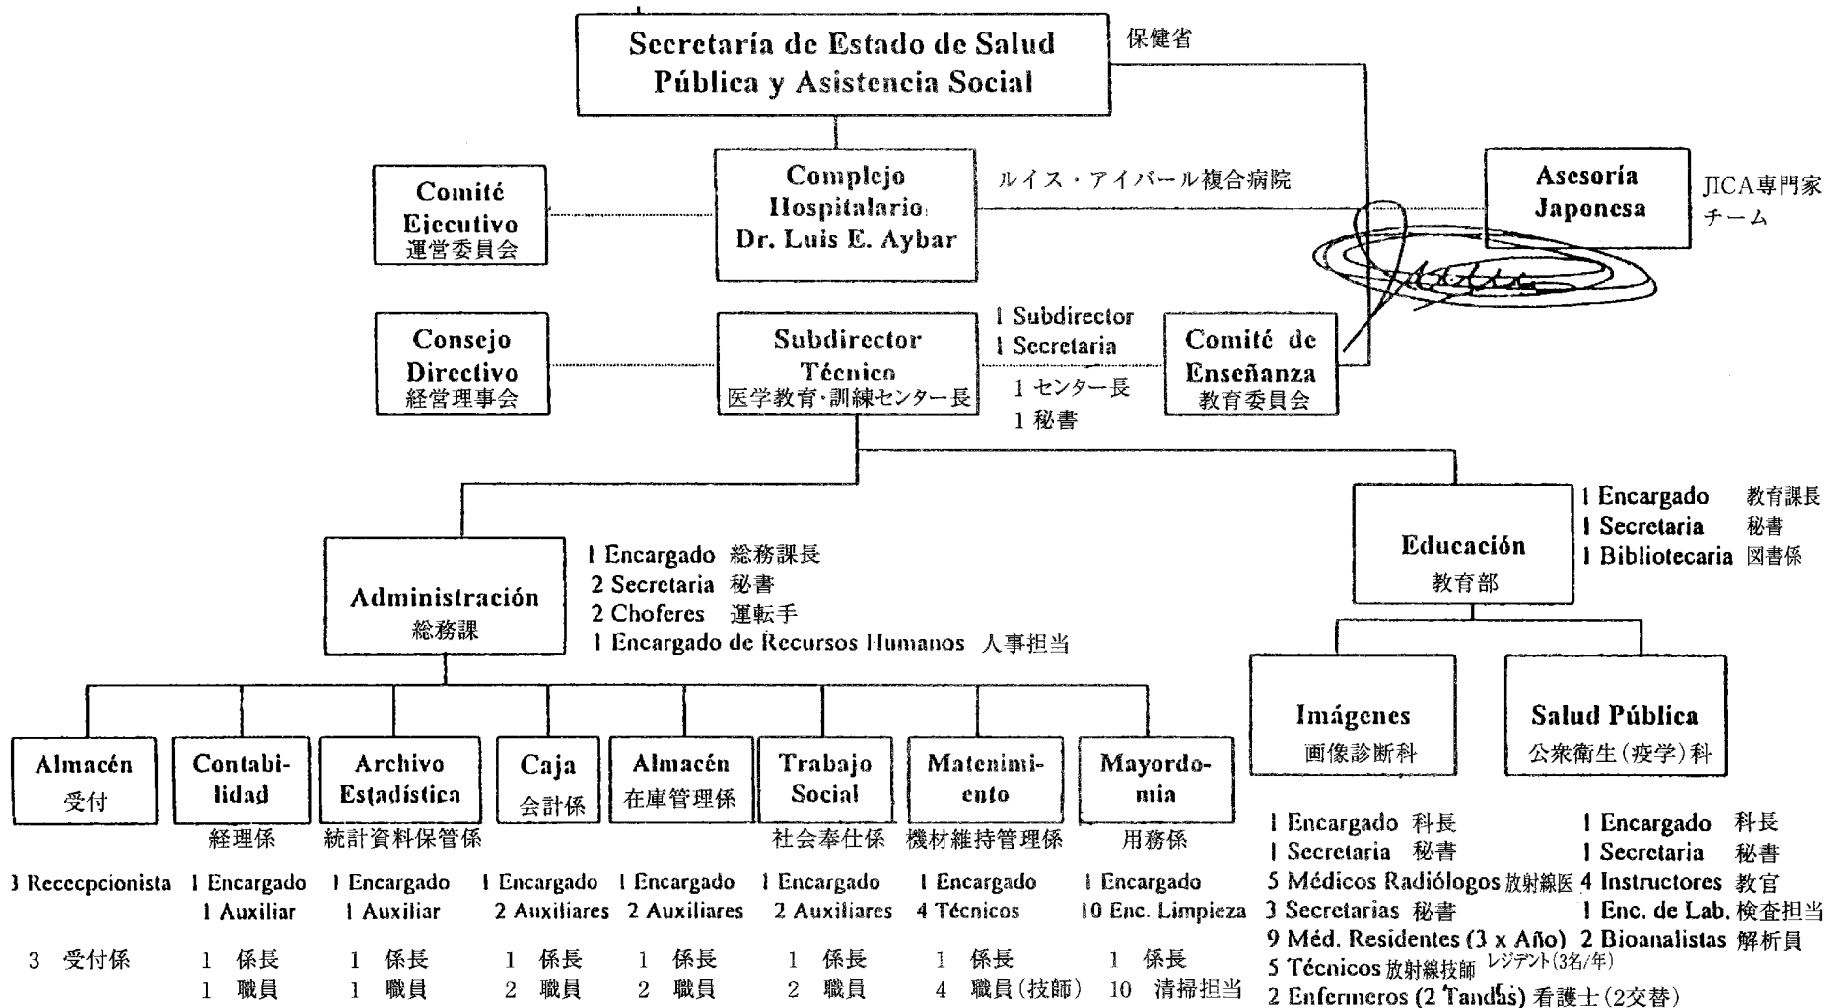 Secretaría de Estado de Salud
Pública y Asistencia Social
保健省
Comité
Ejecutivo
運営委員会
Complejo
Hospitalario
Dr. Luis E. Aybar
ルイス・アイバール複合病院
Asesoría
Japonesa
JICA専門家
チーム
Consejo
Directivo
経営理事会
Subdirector
Técnico
医学教育・訓練センター長
1 Subdirector
1 Secretaria
1 センター長
1 秘書
Comité de
Enseñanza
教育委員会
Administración
総務課
1 Encargado 総務課長
2 Secretaria 秘書
2 Choferes 運転手
1 Encargado de Recursos Humanos 人事担当
Educación
教育部
1 Encargado 教育課長
1 Secretaria 秘書
1 Bibliotecaria 図書係
Almacén
受付
3 Rececpcionista
3 受付係
Contabi-
lidad
経理係
1 Encargado
1 Auxiliar
1 係長
1 職員
Archivo
Estadística
統計資料保管係
1 Encargado
1 Auxiliar
1 係長
1 職員
Caja
会計係
1 Encargado
2 Auxiliares
1 係長
2 職員
Almacén
在庫管理係
1 Encargado
2 Auxiliares
1 係長
2 職員
Trabajo
Social
社会奉仕係
1 Encargado
2 Auxiliares
1 係長
2 職員
Matenimi-
ento
機材維持管理係
1 Encargado
4 Técnicos
1 係長
4 職員(技師)
Mayordo-
mia
用務係
1 Encargado
10 Enc. Limpieza
1 係長
10 清掃担当
Imágenes
画像診断科
1 Encargado 科長
1 Secretaria 秘書
5 Médicos Radiólogos 放射線医
3 Secretarias 秘書
9 Méd. Residentes (3 x Año)
レジデント(3名/年)
5 Técnicos 放射線技師
2 Enfermeros (2 Tandas) 看護士(2交替)
Salud Pública
公衆衛生(疫学)科
1 Encargado 科長
1 Secretaria 秘書
4 Instructores 教官
1 Enc. de Lab. 検査担当
2 Bioanalistas 解析員